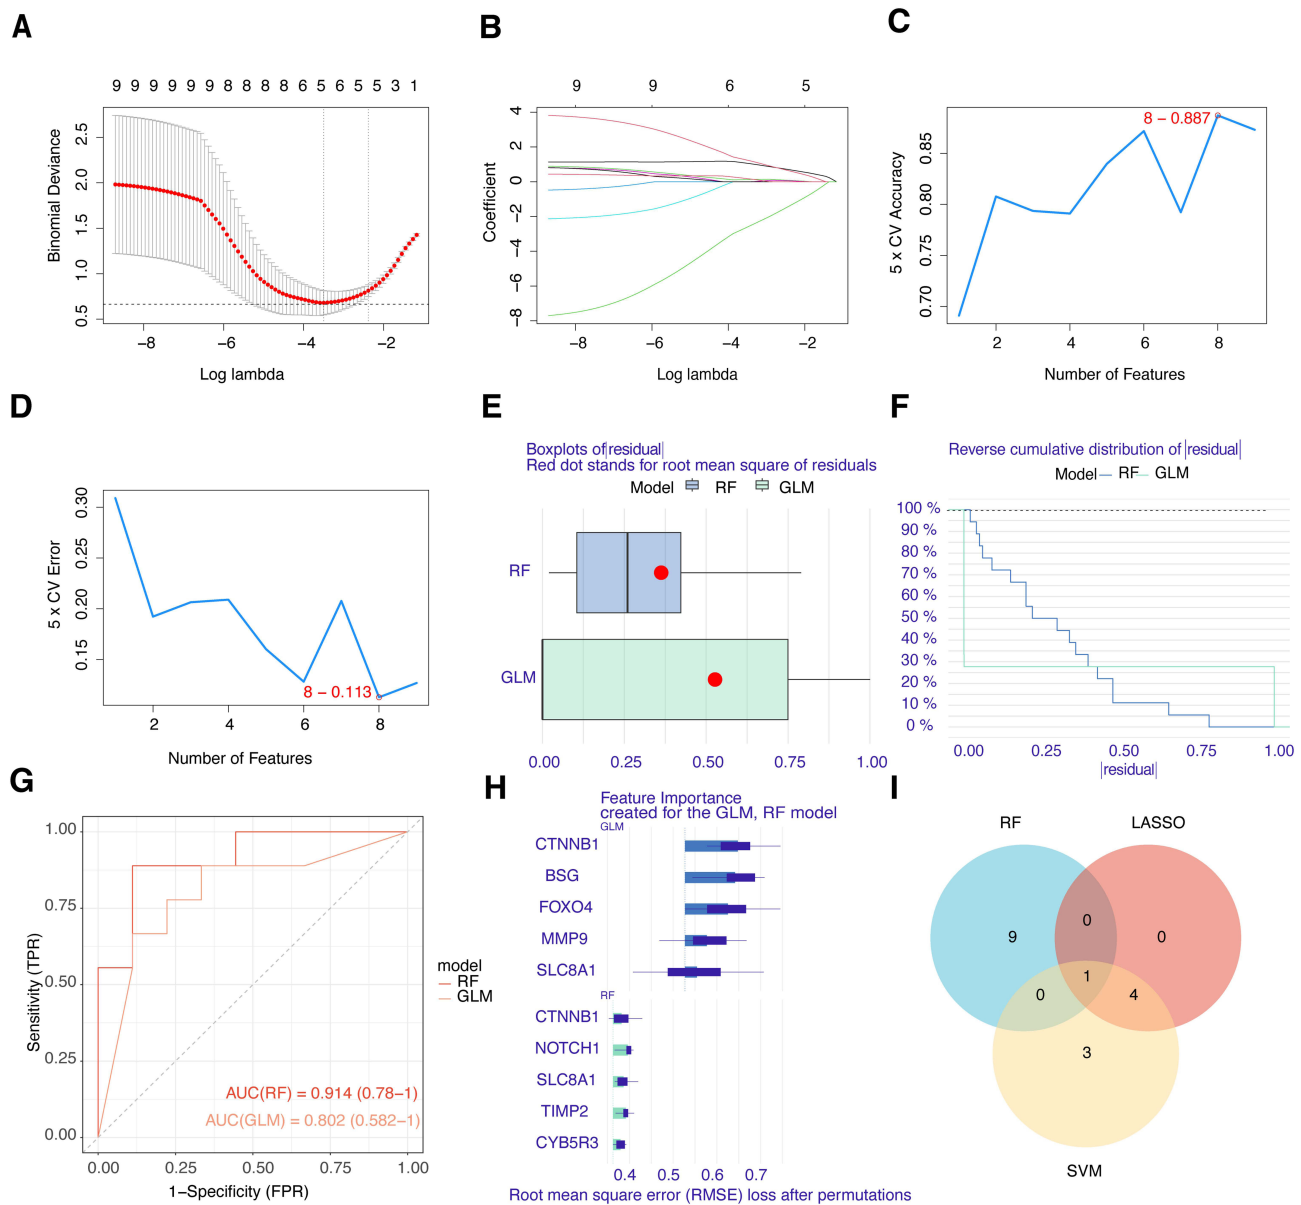 A
9 9 9 9 9 9 8 8 8 8 6 5 6 5 5 3 1
Binomial Deviance
2.5
2.0
1.5
1.0
0.5
−8 −6 −4 −2
Log lambda
B
9 9 6 5
Coefficient
4
2
0
−2
−4
−6
−8
−8 −6 −4 −2
Log lambda
C
8 − 0.887
5 x CV Accuracy
0.85
0.80
0.75
0.70
2 4 6 8
Number of Features
D
5 x CV Error
0.30
0.25
0.20
0.15
8 − 0.113
2 4 6 8
Number of Features
E
Boxplots of |residual|
Red dot stands for root mean square of residuals
Model RF GLM
RF
GLM
0.00 0.25 0.50 0.75 1.00
F
Reverse cumulative distribution of |residual|
Model RF GLM
100 %
90 %
80 %
70 %
60 %
50 %
40 %
30 %
20 %
10 %
0 %
0.00 0.25 0.50 0.75 1.00
|residual|
G
Sensitivity (TPR)
1.00
0.75
0.50
0.25
0.00
model
RF
GLM
AUC(RF) = 0.914 (0.78−1)
AUC(GLM) = 0.802 (0.582−1)
0.00 0.25 0.50 0.75 1.00
1−Specificity (FPR)
H
Feature Importance
created for the GLM, RF model
GLM
CTNNB1
BSG
FOXO4
MMP9
SLC8A1
RF
CTNNB1
NOTCH1
SLC8A1
TIMP2
CYB5R3
0.4 0.5 0.6 0.7
Root mean square error (RMSE) loss after permutations
I
RF LASSO
0
9 0
1
0 4
3
SVM